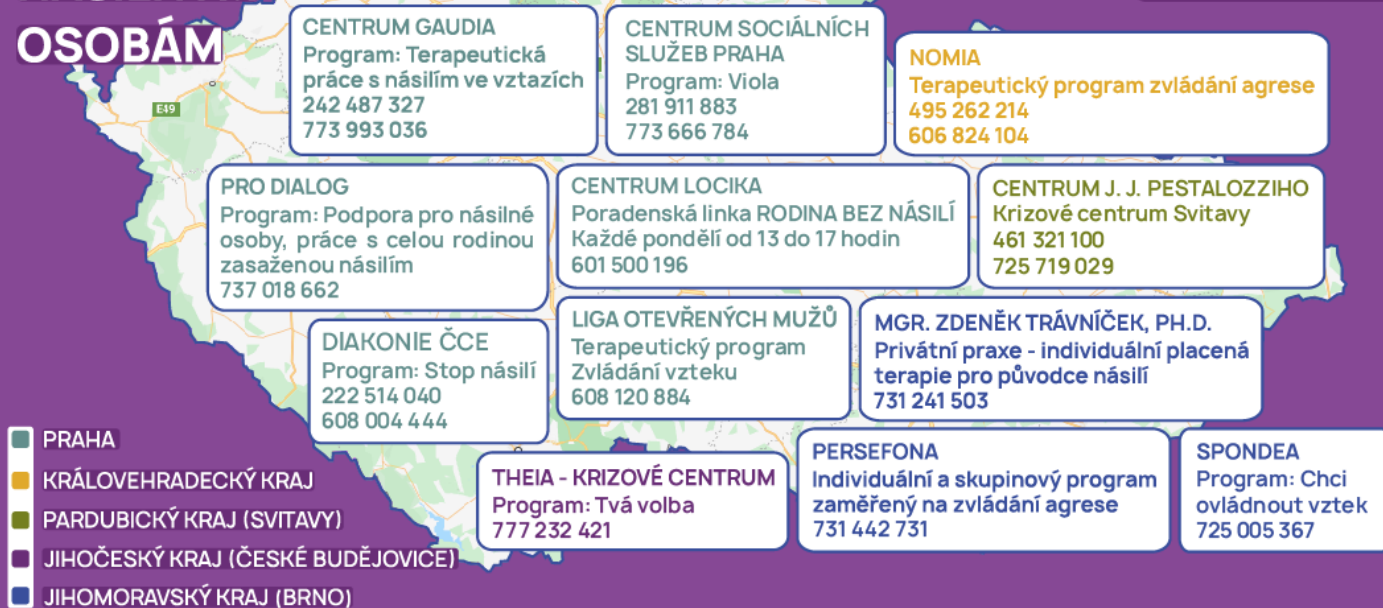 OSOBÁM
CENTRUM GAUDIA
Program: Terapeutická
práce s násilím ve vztazích
242 487 327
773 993 036
CENTRUM SOCIÁLNÍCH
SLUŽEB PRAHA
Program: Viola
281 911 883
773 666 784
NOMIA
Terapeutický program zvládání agrese
495 262 214
606 824 104
E49
PRO DIALOG
Program: Podpora pro násilné
osoby, práce s celou rodinou
zasaženou násilím
737 018 662
CENTRUM LOCIKA
Poradenská linka RODINA BEZ NÁSILÍ
Každé pondělí od 13 do 17 hodin
601 500 196
CENTRUM J. J. PESTALOZZIHO
Krizové centrum Svitavy
461 321 100
725 719 029
DIAKONIE ČCE
Program: Stop násilí
222 514 040
608 004 444
LIGA OTEVŘENÝCH MUŽŮ
Terapeutický program
Zvládání vzteku
608 120 884
MGR. ZDENĚK TRÁVNÍČEK, PH.D.
Privátní praxe - individuální placená
terapie pro původce násilí
731 241 503
THEIA - KRIZOVÉ CENTRUM
Program: Tvá volba
777 232 421
PERSEFONA
Individuální a skupinový program
zaměřený na zvládání agrese
731 442 731
SPONDEA
Program: Chci
ovládnout vztek
725 005 367
PRAHA
KRÁLOVEHRADECKÝ KRAJ
PARDUBICKÝ KRAJ (SVITAVY)
JIHOČESKÝ KRAJ (ČESKÉ BUDĚJOVICE)
JIHOMORAVSKÝ KRAJ (BRNO)